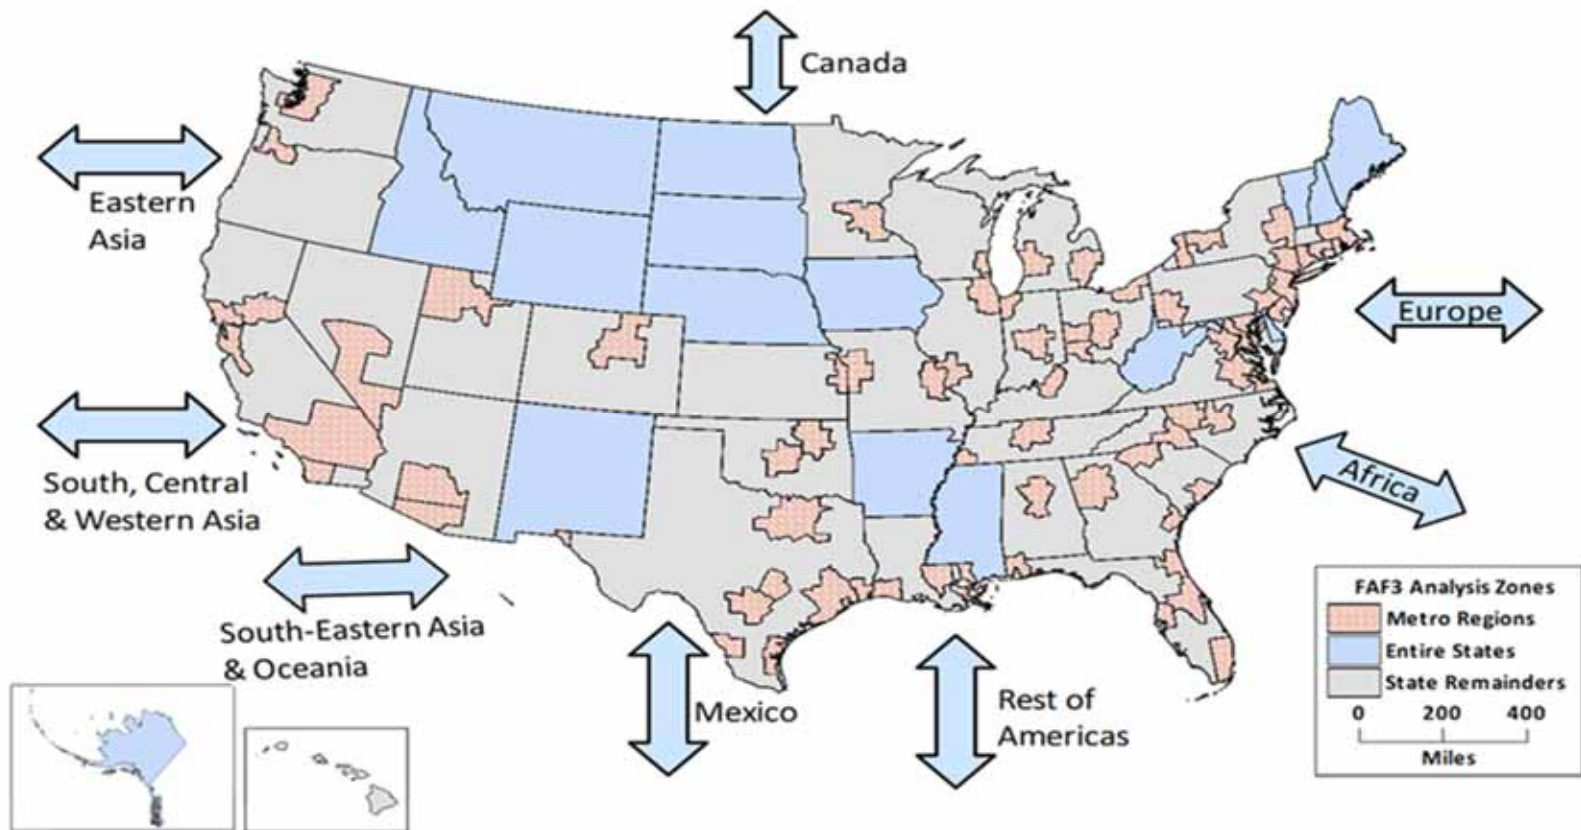 Canada
Eastern
Asia
Europe
South, Central
& Western Asia
Africa
South-Eastern Asia
& Oceania
Mexico
Rest of
Americas
FAF3 Analysis Zones
Metro Regions
Entire States
State Remainders
0 200 400
Miles